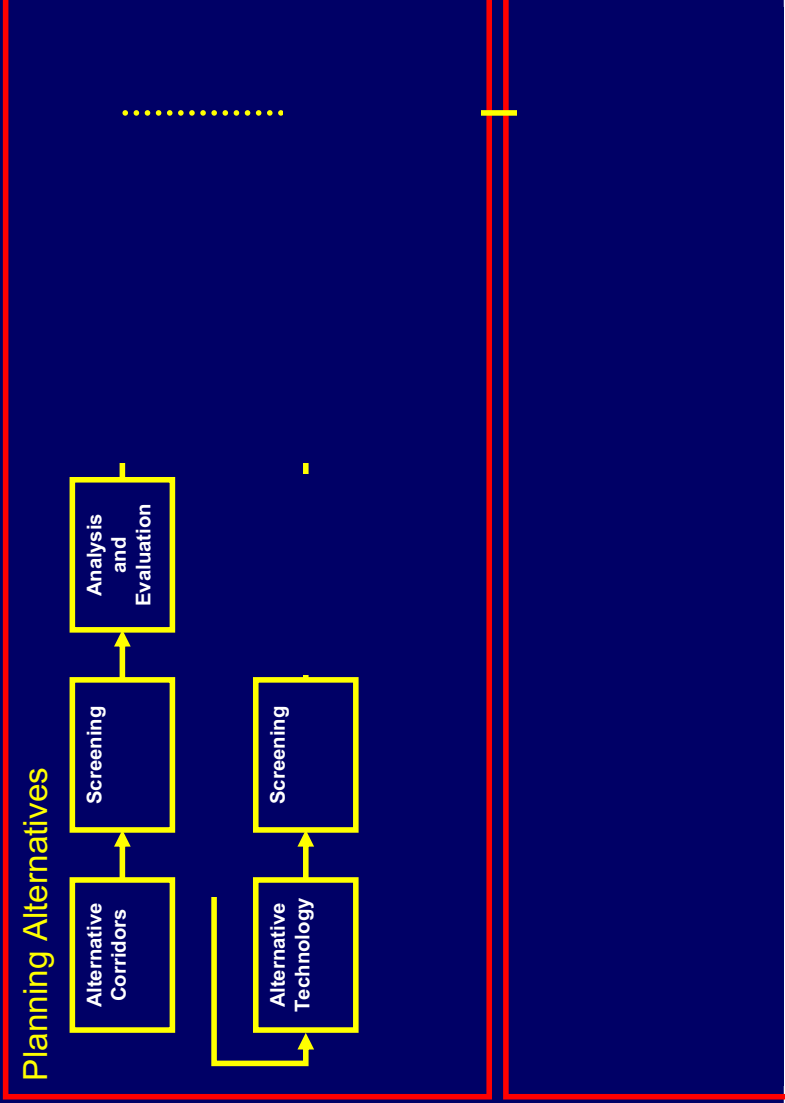 Planning Alternatives
Alternative
Corridors
Screening
Analysis
and
Evaluation
Alternative
Technology
Screening